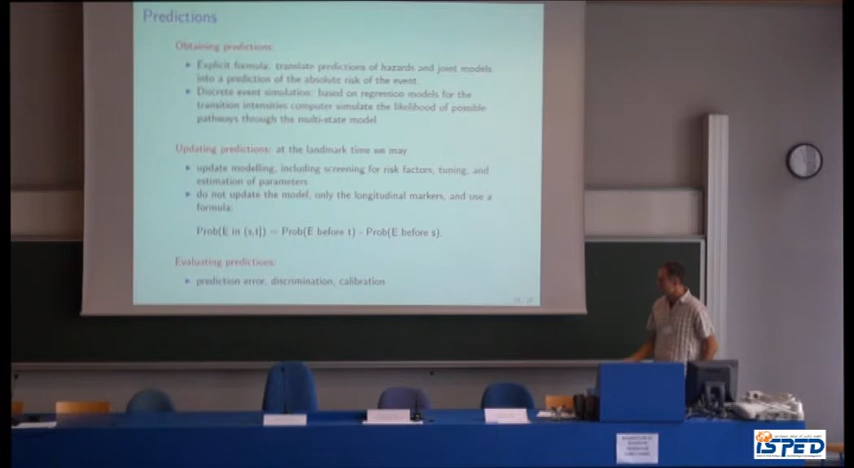 Predictions
Obtaining predictions:
▸ Explicit formula: translate predictions of hazards and joint models
into a prediction of the absolute risk of the event.
▸ Discrete event simulation: based on regression models for the
transition intensities computer simulate the likelihood of possible
pathways through the multi-state model
Updating predictions: at the landmark time we may
▸ update modelling, including screening for risk factors, tuning, and
estimation of parameters
▸ do not update the model, only the longitudinal markers, and use a
formula:
Prob(E in (s,t]) = Prob(E before t) - Prob(E before s).
Evaluating predictions:
▸ prediction error, discrimination, calibration
ISPED